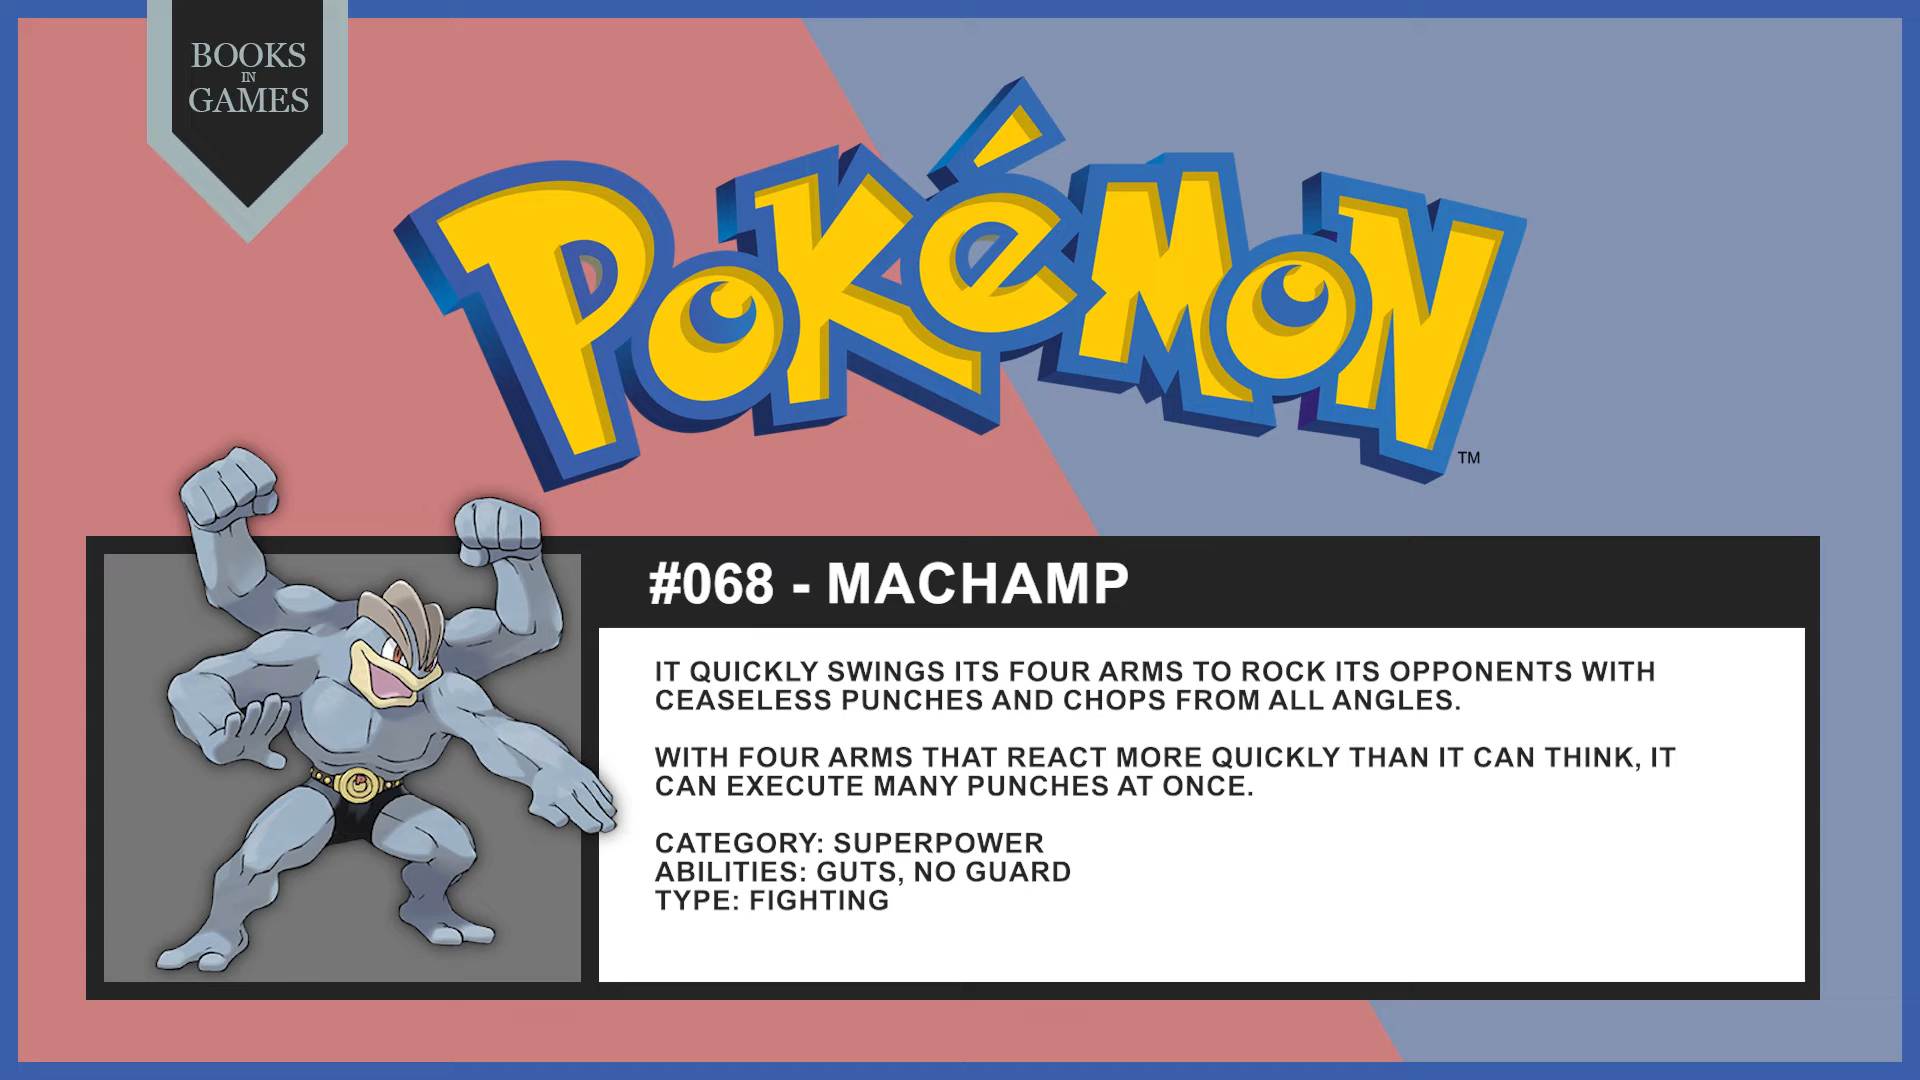 BOOKS
IN
GAMES
POKéMON
TM
#068 - MACHAMP
IT QUICKLY SWINGS ITS FOUR ARMS TO ROCK ITS OPPONENTS WITH
CEASELESS PUNCHES AND CHOPS FROM ALL ANGLES.
WITH FOUR ARMS THAT REACT MORE QUICKLY THAN IT CAN THINK, IT
CAN EXECUTE MANY PUNCHES AT ONCE.
CATEGORY: SUPERPOWER
ABILITIES: GUTS, NO GUARD
TYPE: FIGHTING